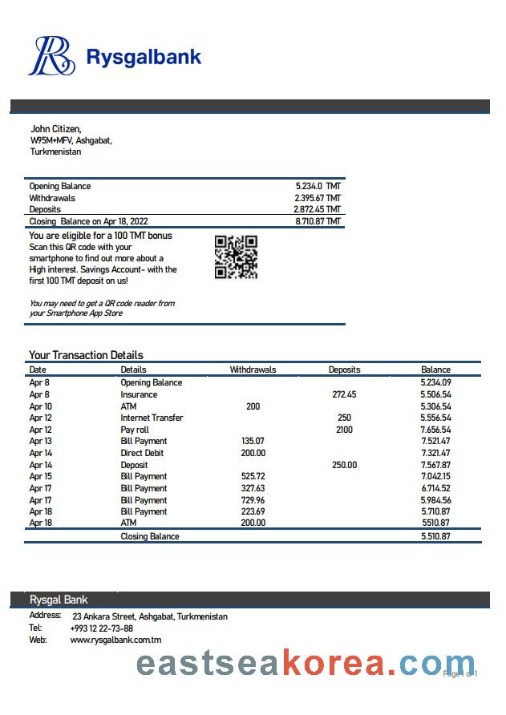 Rysgalbank
John Citizen,
W95M+MFV, Ashgabat,
Turkmenistan
Opening Balance 5.234.0 TMT
Withdrawals 2.395.67 TMT
Deposits 2.872.45 TMT
Closing Balance on Apr 18, 2022 8.710.87 TMT
You are eligible for a 100 TMT bonus
Scan this QR code with your
smartphone to find out more about a
High interest. Savings Account- with the
first 100 TMT deposit on us!
You may need to get a QR code reader from
your Smartphone App Store
Your Transaction Details
Date Details Withdrawals Deposits Balance
Apr 8 Opening Balance 5.234.09
Apr 8 Insurance 272.45 5.506.54
Apr 10 ATM 200 5.306.54
Apr 12 Internet Transfer 250 5.556.54
Apr 12 Pay roll 2100 7.656.54
Apr 13 Bill Payment 135.07 7.521.47
Apr 14 Direct Debit 200.00 7.321.47
Apr 14 Deposit 250.00 7.567.87
Apr 15 Bill Payment 525.72 7.042.15
Apr 17 Bill Payment 327.63 6.714.52
Apr 17 Bill Payment 729.96 5.984.56
Apr 18 Bill Payment 223.69 5.710.87
Apr 18 ATM 200.00 5510.87
Closing Balance 5.510.87
Rysgal Bank
Address: 23 Ankara Street, Ashgabat, Turkmenistan
Tel: +993 12 22-73-88
Web: www.rysgalbank.com.tm
eastseakorea.com
Page 1 of 1